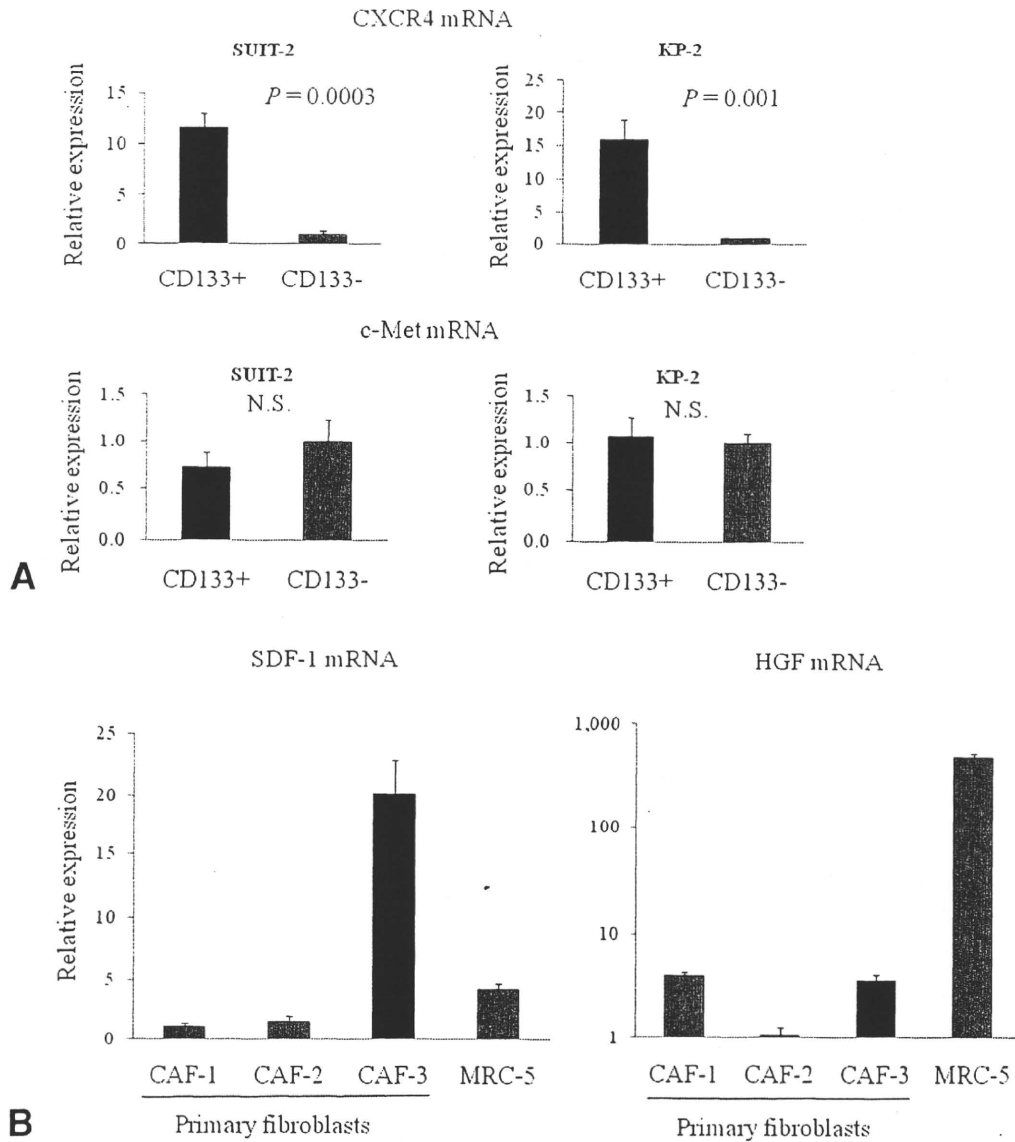 CXCR4 mRNA
SUIT-2
P = 0.0003
Relative expression
15
10
5
0
CD133+ CD133-
KP-2
P = 0.001
Relative expression
25
20
15
10
5
0
CD133+ CD133-
c-Met mRNA
SUIT-2
N.S.
Relative expression
1.5
1.0
0.5
0.0
CD133+ CD133-
KP-2
N.S.
Relative expression
1.5
1.0
0.5
0.0
CD133+ CD133-
A
SDF-1 mRNA
Relative expression
25
20
15
10
5
0
CAF-1 CAF-2 CAF-3 MRC-5
Primary fibroblasts
HGF mRNA
1,000
100
10
1
CAF-1 CAF-2 CAF-3 MRC-5
Primary fibroblasts
B